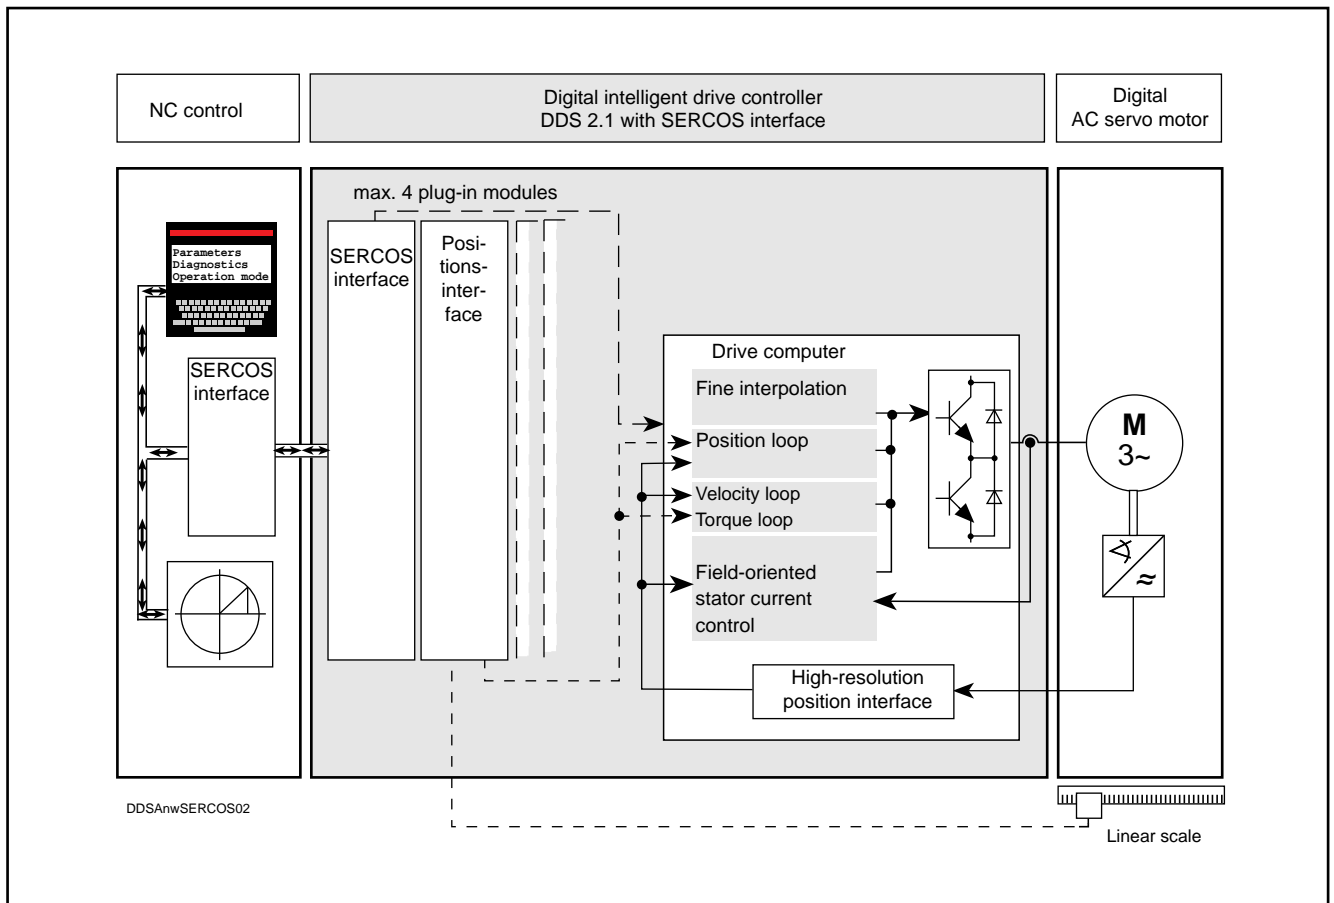 NC control
Digital intelligent drive controller
DDS 2.1 with SERCOS interface
Digital
AC servo motor
max. 4 plug-in modules
Parameters
Diagnostics
Operation mode
SERCOS
interface
SERCOS
interface
Posi-
tions-
inter-
face
Drive computer
Fine interpolation
Position loop
Velocity loop
Torque loop
Field-oriented
stator current
control
High-resolution
position interface
M
3~
≈
DDSAnwSERCOS02
Linear scale